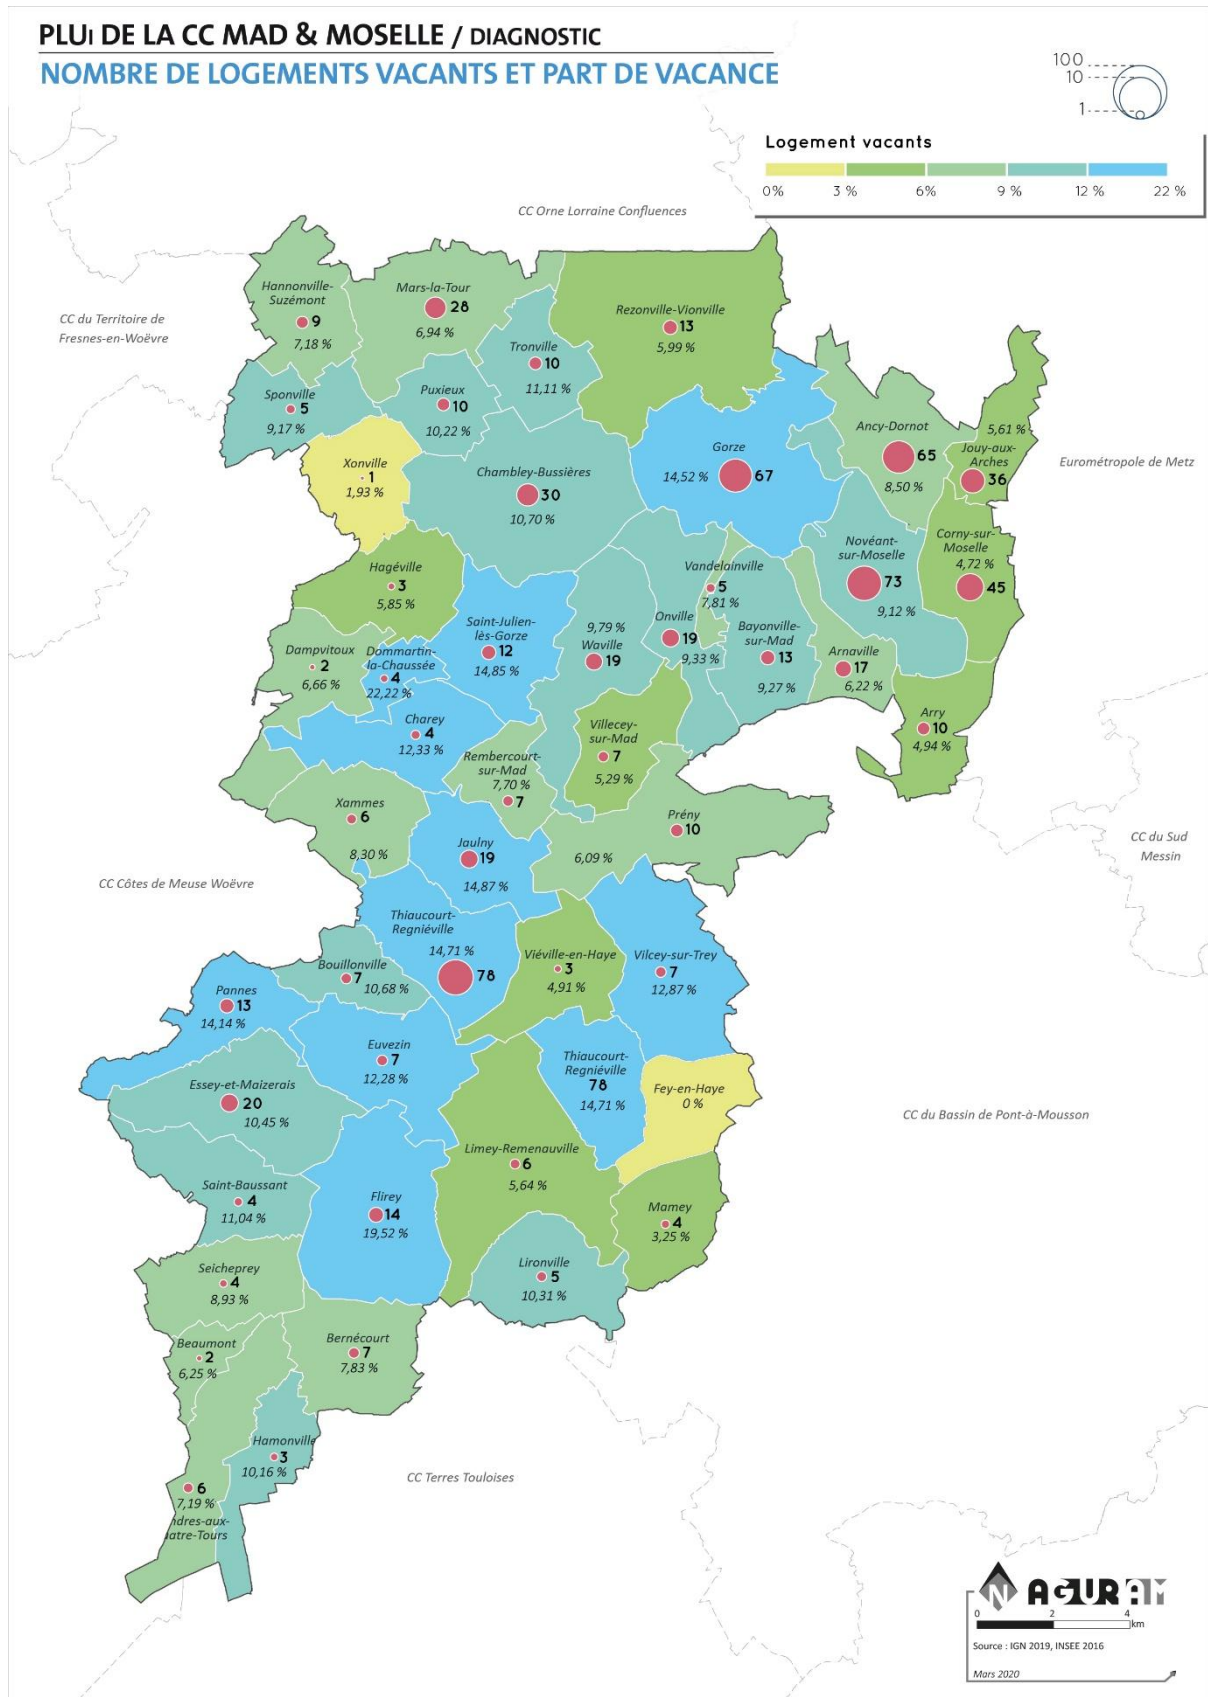 PLUi DE LA CC MAD & MOSELLE / DIAGNOSTIC
NOMBRE DE LOGEMENTS VACANTS ET PART DE VACANCE
100
10
1
Logement vacants
0% 3 % 6% 9 % 12 % 22 %
CC Orne Lorraine Confluences
CC du Territoire de
Fresnes-en-Woëvre
Hannonville-
Suzémont
9
7,18 %
Mars-la-Tour
28
6,94 %
Rezonville-Vionville
13
5,99 %
Tronville
10
11,11 %
Sponville
5
9,17 %
Puxieux
10
10,22 %
Xonville
1
1,93 %
Chambley-Bussières
30
10,70 %
Gorze
14,52 % 67
Ancy-Dornot
65
8,50 %
5,61 %
Jouy-aux-
Arches
36
Eurométropole de Metz
Novéant-
sur-Moselle
73
9,12 %
Corny-sur-
Moselle
4,72 %
45
Hagéville
3
5,85 %
Vandelainville
5
7,81 %
Saint-Julien-
lès-Gorze
12
14,85 %
9,79 %
Waville
19
Onville
19
9,33 %
Bayonville-
sur-Mad
13
9,27 %
Arnaville
17
6,22 %
Dampvitoux
2
6,66 %
Dommartin-
la-Chaussée
4
22,22 %
Charey
4
12,33 %
Villecey-
sur-Mad
7
5,29 %
Arry
10
4,94 %
Rembercourt-
sur-Mad
7,70 %
7
Xammes
6
8,30 %
Prény
10
6,09 %
Jaulny
19
14,87 %
CC du Sud
Messin
CC Côtes de Meuse Woëvre
Thiaucourt-
Regniéville
14,71 %
78
Viéville-en-Haye
3
4,91 %
Vilcey-sur-Trey
7
12,87 %
Bouillonville
7
10,68 %
Pannes
13
14,14 %
Euvezin
7
12,28 %
Thiaucourt-
Regniéville
78
14,71 %
Fey-en-Haye
0 %
Essey-et-Maizerais
20
10,45 %
CC du Bassin de Pont-à-Mousson
Limey-Remenauville
6
5,64 %
Saint-Baussant
4
11,04 %
Flirey
14
19,52 %
Mamey
4
3,25 %
Seicheprey
4
8,93 %
Lironville
5
10,31 %
Beaumont
2
6,25 %
Bernécourt
7
7,83 %
Hamonville
3
10,16 %
CC Terres Touloises
6
7,19 %
ndres-aux-
uatre-Tours
N AGURAM
0 2 4
km
Source : IGN 2019, INSEE 2016
Mars 2020